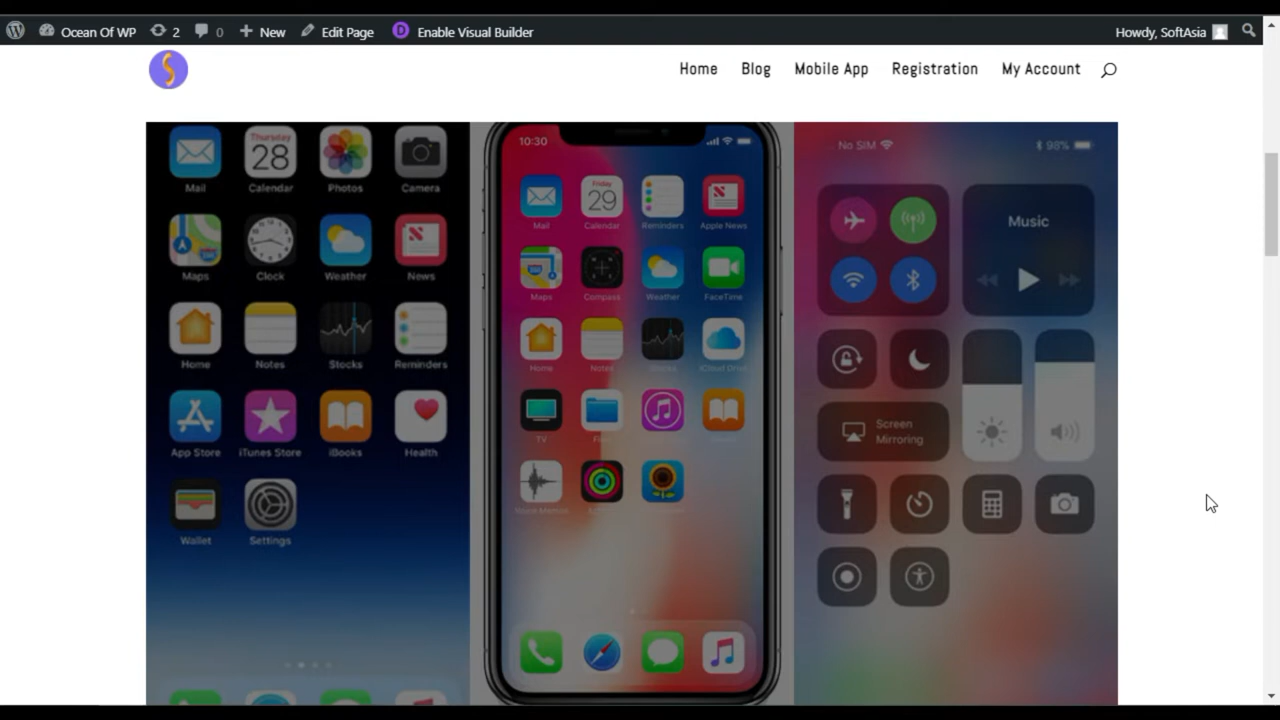 Ocean Of WP 2 0 New Edit Page D Enable Visual Builder Howdy, SoftAsia
S Home Blog Mobile App Registration My Account
Thursday
28
Mail Calendar Photos Camera
Maps Clock Weather News
Home Notes Stocks Reminders
App Store iTunes Store iBooks Health
Wallet Settings
10:30
Friday
29
Mail Calendar Reminders Apple News
Maps Compass Weather FaceTime
Home Notes Stocks iCloud Drive
TV
No SIM 98%
Music
Screen
Mirroring